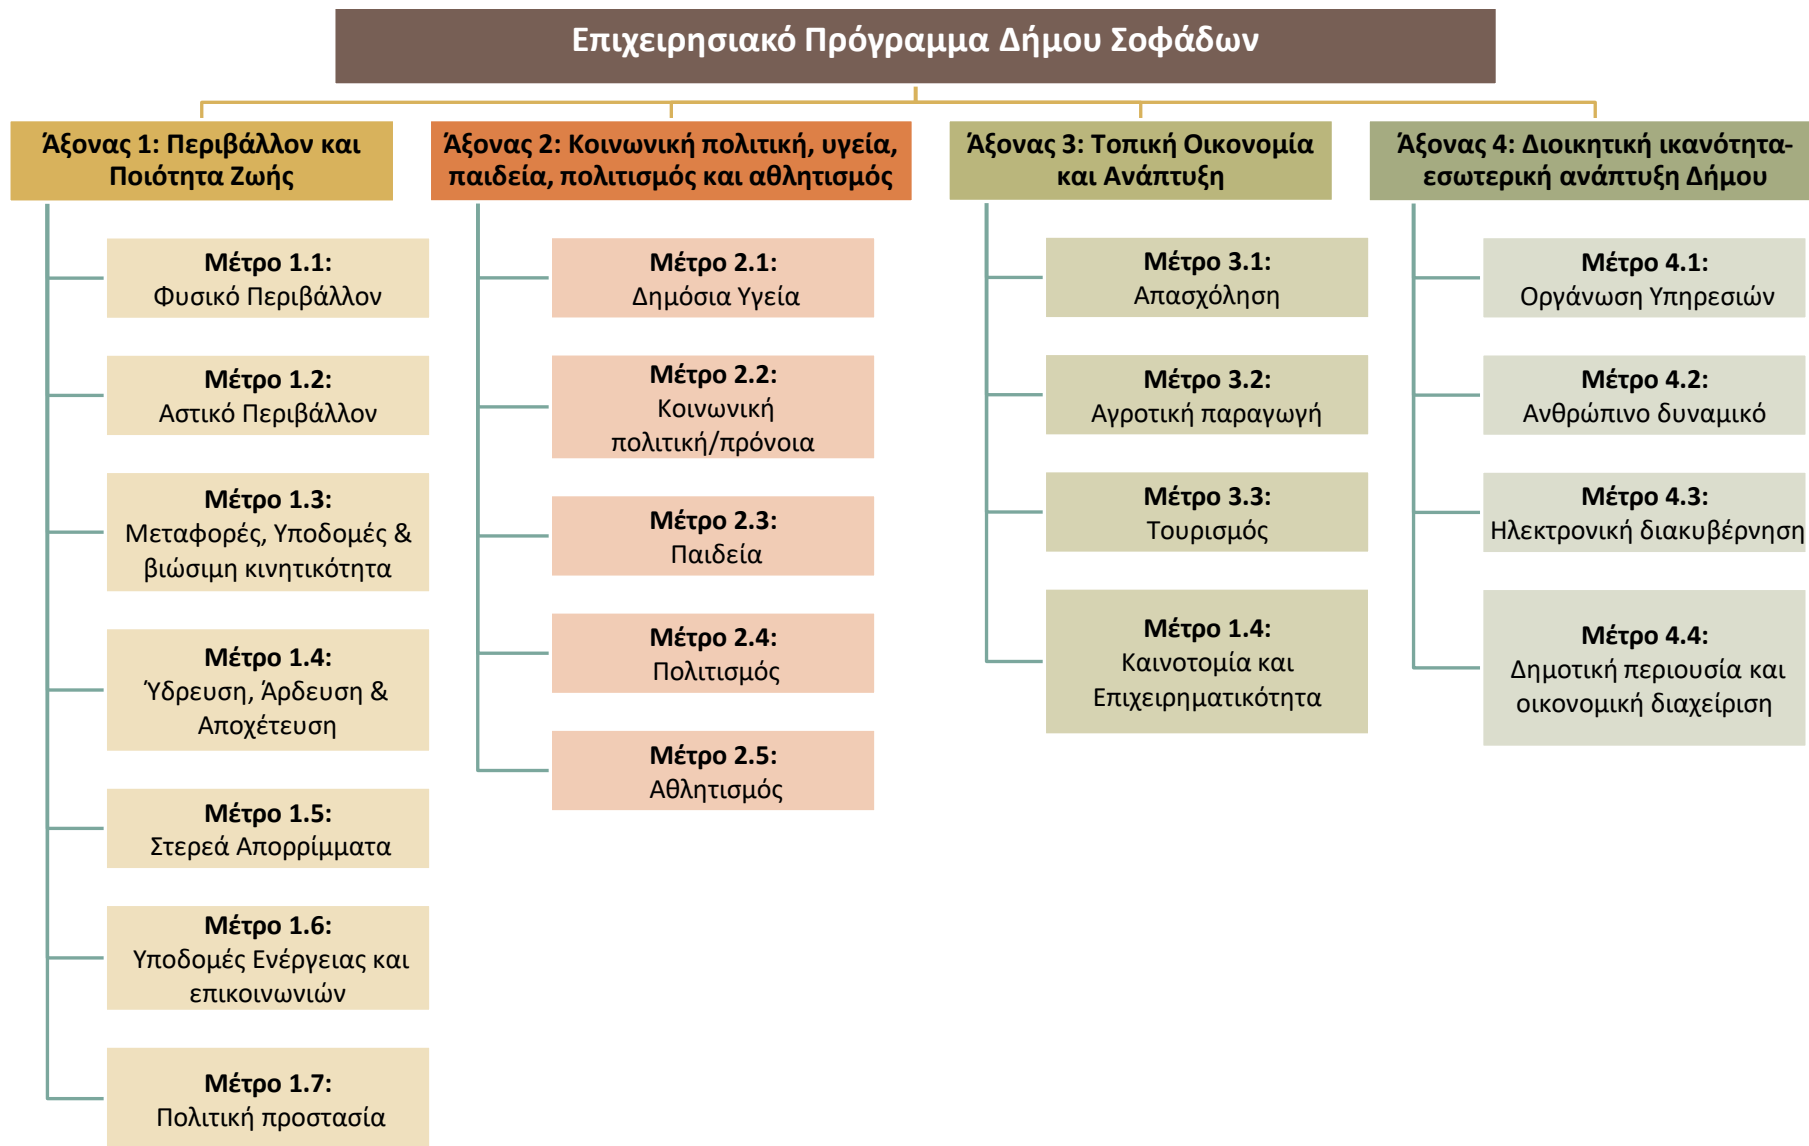 Επιχειρησιακό Πρόγραμμα Δήμου Σοφάδων
Άξονας 1: Περιβάλλον και
Ποιότητα Ζωής
Μέτρο 1.1:
Φυσικό Περιβάλλον
Μέτρο 1.2:
Αστικό Περιβάλλον
Μέτρο 1.3:
Μεταφορές, Υποδομές &
βιώσιμη κινητικότητα
Μέτρο 1.4:
Ύδρευση, Άρδευση &
Αποχέτευση
Μέτρο 1.5:
Στερεά Απορρίμματα
Μέτρο 1.6:
Υποδομές Ενέργειας και
επικοινωνιών
Μέτρο 1.7:
Πολιτική προστασία
Άξονας 2: Κοινωνική πολιτική, υγεία,
παιδεία, πολιτισμός και αθλητισμός
Μέτρο 2.1:
Δημόσια Υγεία
Μέτρο 2.2:
Κοινωνική
πολιτική/πρόνοια
Μέτρο 2.3:
Παιδεία
Μέτρο 2.4:
Πολιτισμός
Μέτρο 2.5:
Αθλητισμός
Άξονας 3: Τοπική Οικονομία
και Ανάπτυξη
Μέτρο 3.1:
Απασχόληση
Μέτρο 3.2:
Αγροτική παραγωγή
Μέτρο 3.3:
Τουρισμός
Μέτρο 1.4:
Καινοτομία και
Επιχειρηματικότητα
Άξονας 4: Διοικητική ικανότητα-
εσωτερική ανάπτυξη Δήμου
Μέτρο 4.1:
Οργάνωση Υπηρεσιών
Μέτρο 4.2:
Ανθρώπινο δυναμικό
Μέτρο 4.3:
Ηλεκτρονική διακυβέρνηση
Μέτρο 4.4:
Δημοτική περιουσία και
οικονομική διαχείριση